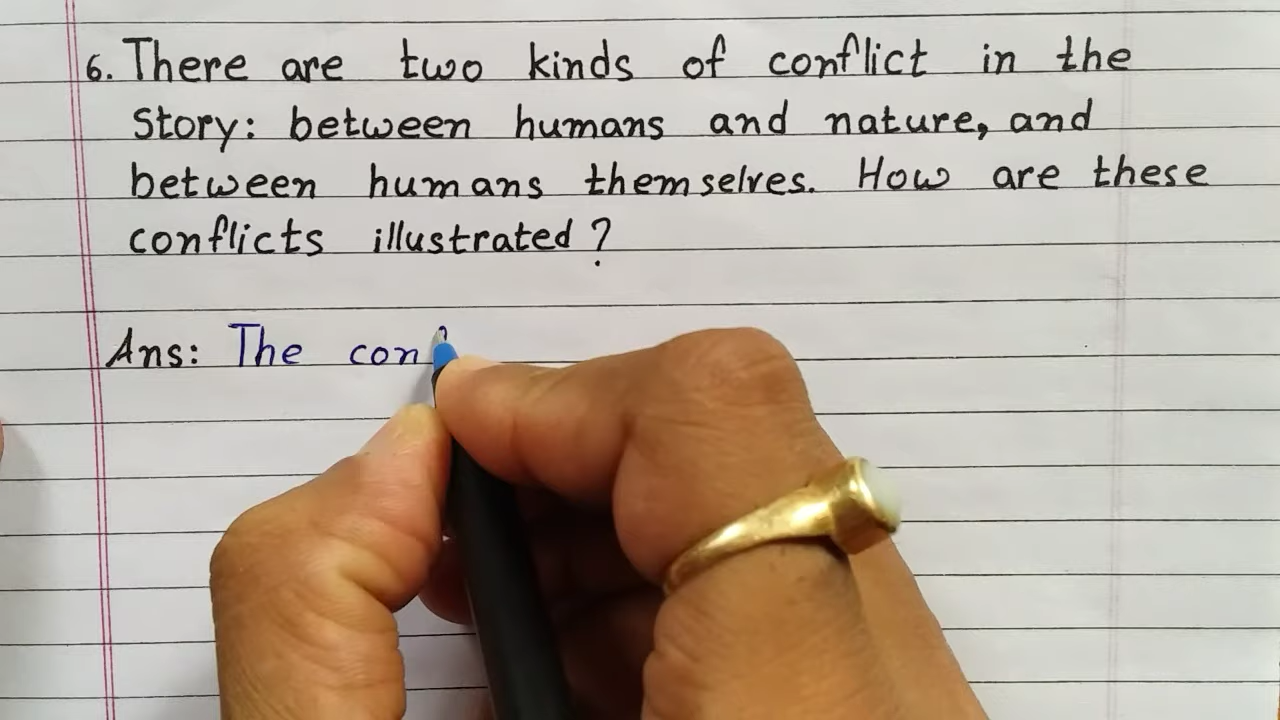 6. There are two kinds of conflict in the
Story: between humans and nature, and
between humans themselves. How are these
conflicts illustrated?
Ans: The con